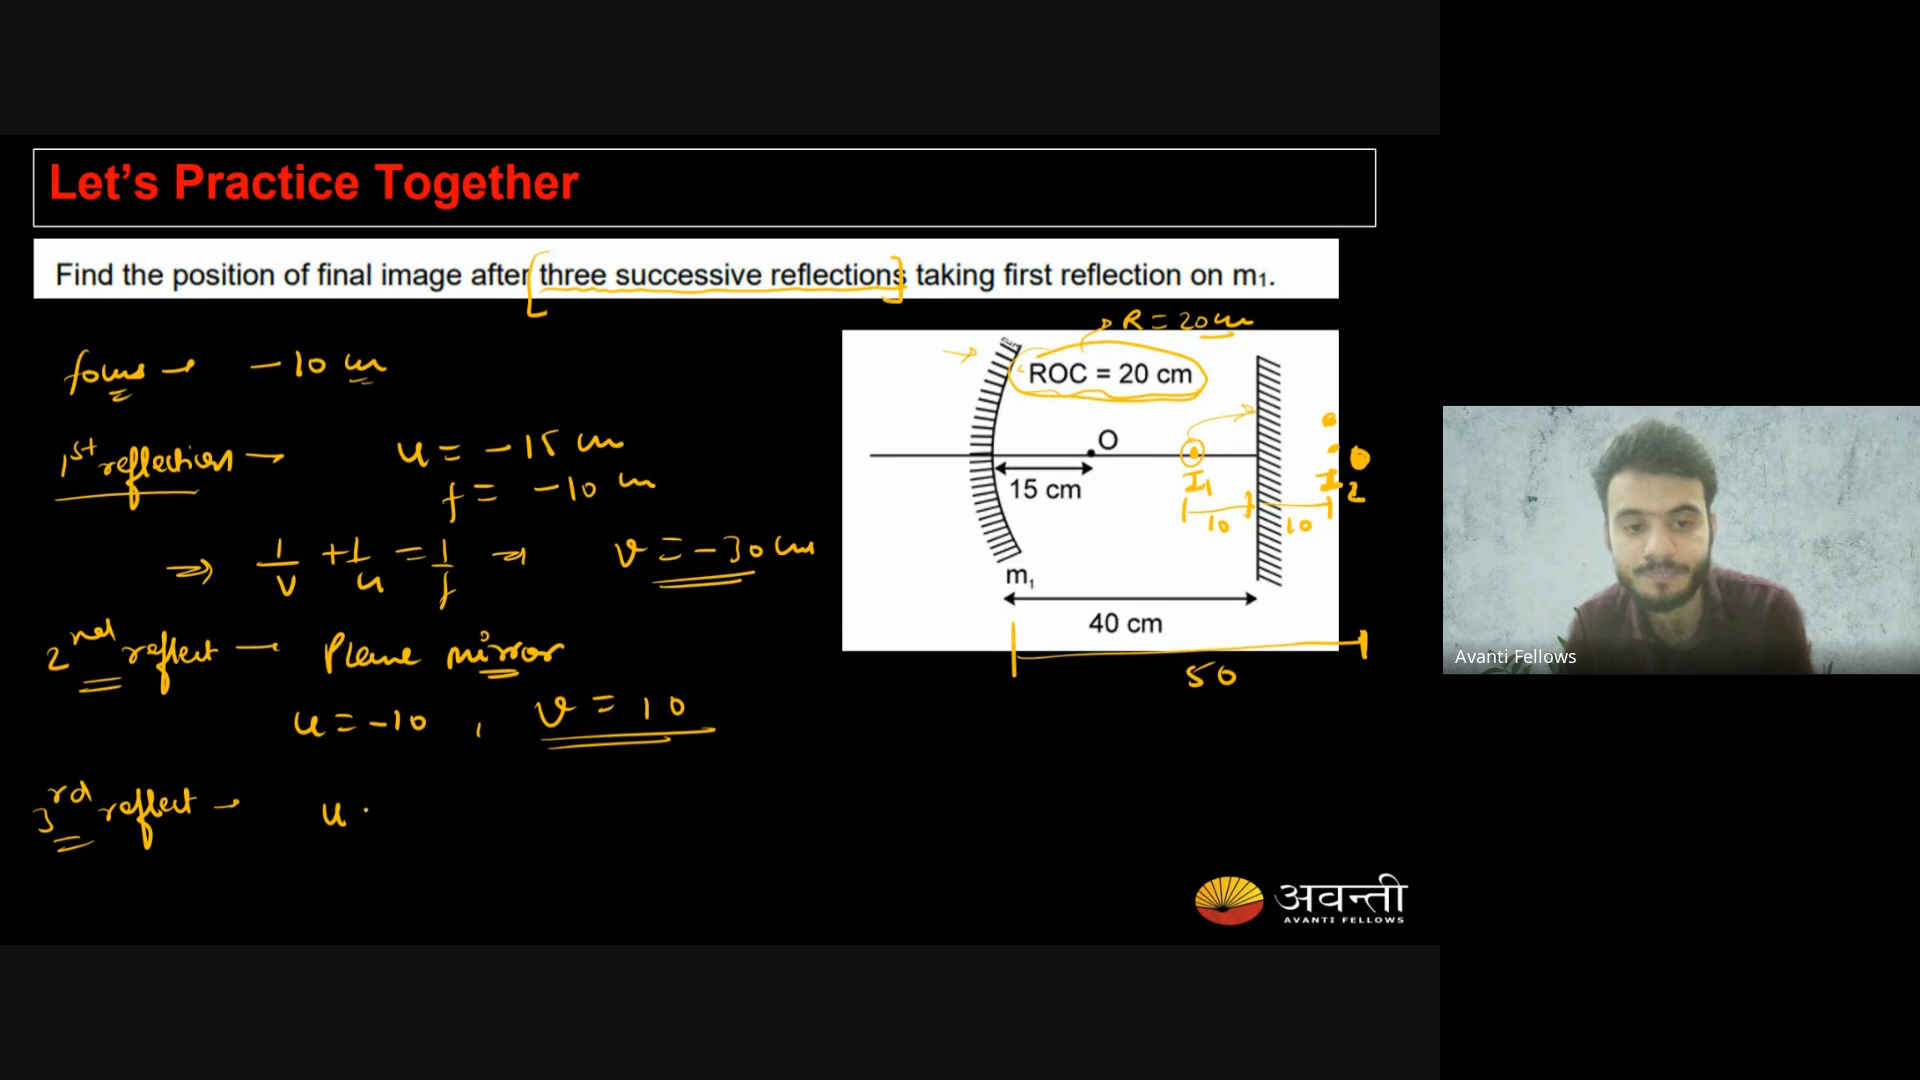 Let's Practice Together
Find the position of final image after three successive reflections taking first reflection on m₁.
R = 20 cm
focus → -10 cm
ROC = 20 cm
1st reflection → u = -15 cm
f = -10 cm
O
15 cm
I₁
I₂
10
10
⇒ 1/v + 1/u = 1/f ⇒ v = -30 cm
m₁
40 cm
50
2nd reflect → Plane mirror
u = -10 , v = 10
3rd reflect → u
Avanti Fellows
अवन्ती
AVANTI FELLOWS